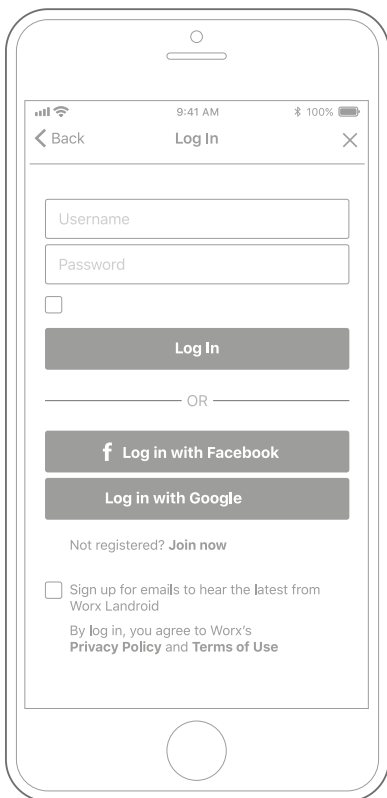 9:41 AM
100%
Back
Log In
Username
Password
Log In
OR
f Log in with Facebook
Log in with Google
Not registered? Join now
Sign up for emails to hear the latest from
Worx Landroid
By log in, you agree to Worx’s
Privacy Policy and Terms of Use